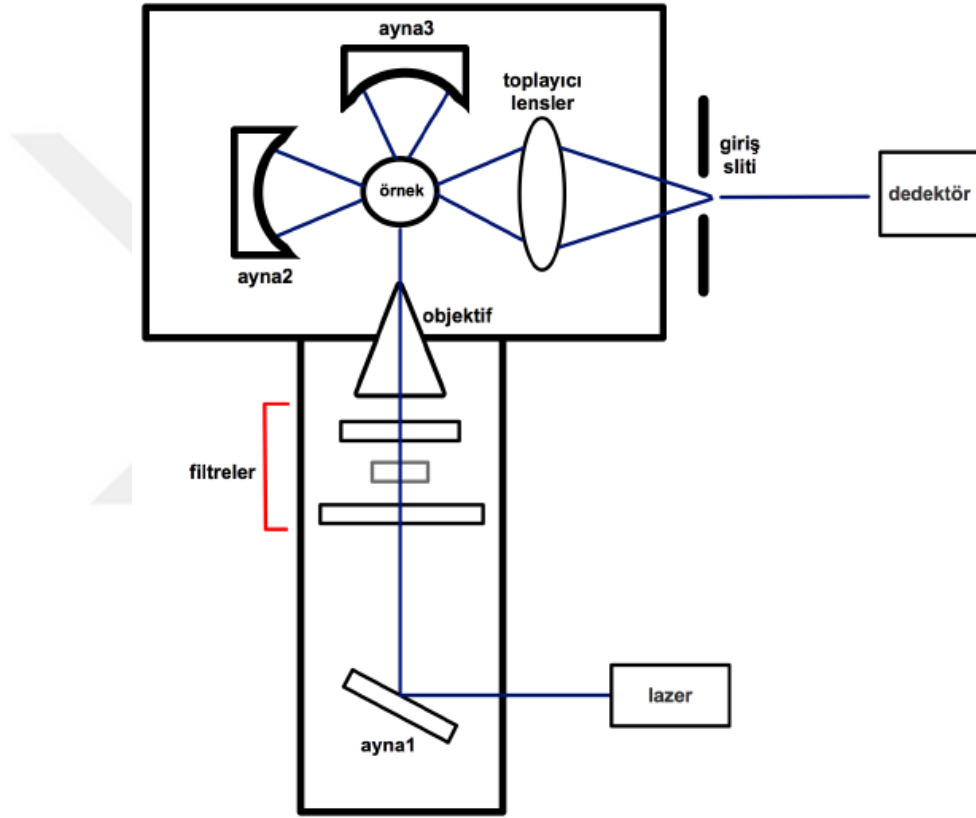 ayna3
toplayıcı
lensler
giriş
sliti
örnek
dedektör
ayna2
objektif
filtreler
lazer
ayna1